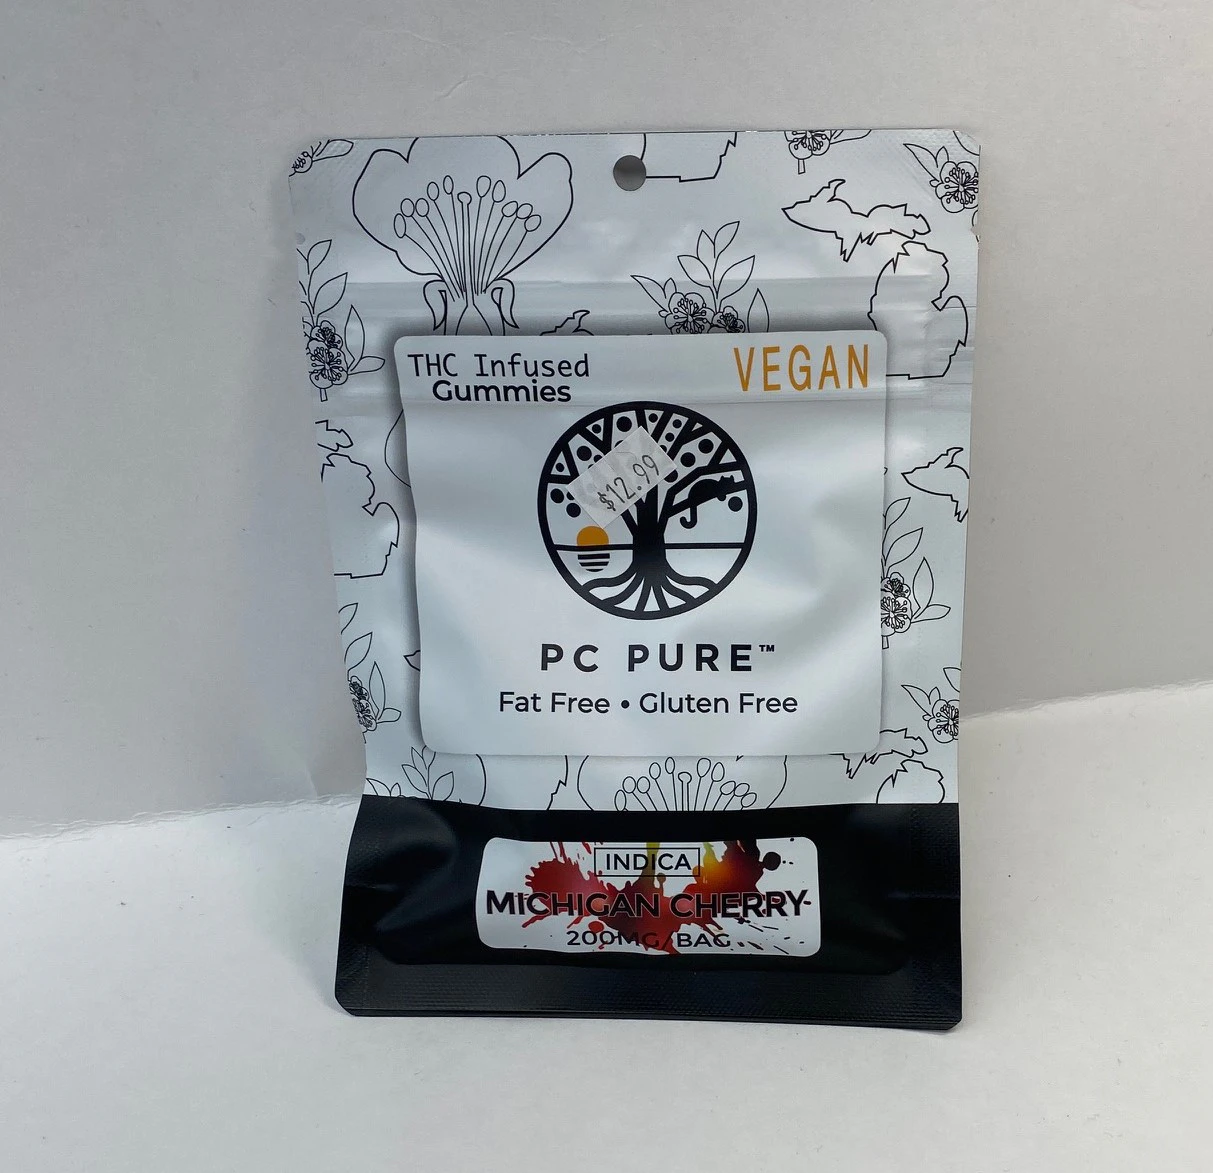 THC Infused
Gummies
VEGAN
$12.99
PC PURE™
Fat Free • Gluten Free
INDICA
MICHIGAN CHERRY
200MG/BAG